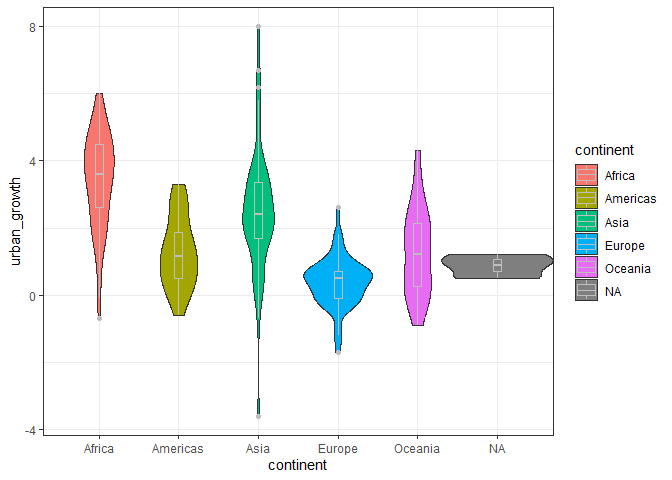 8
4
0
-4
urban_growth
Africa
Americas
Asia
Europe
Oceania
NA
continent
continent
Africa
Americas
Asia
Europe
Oceania
NA